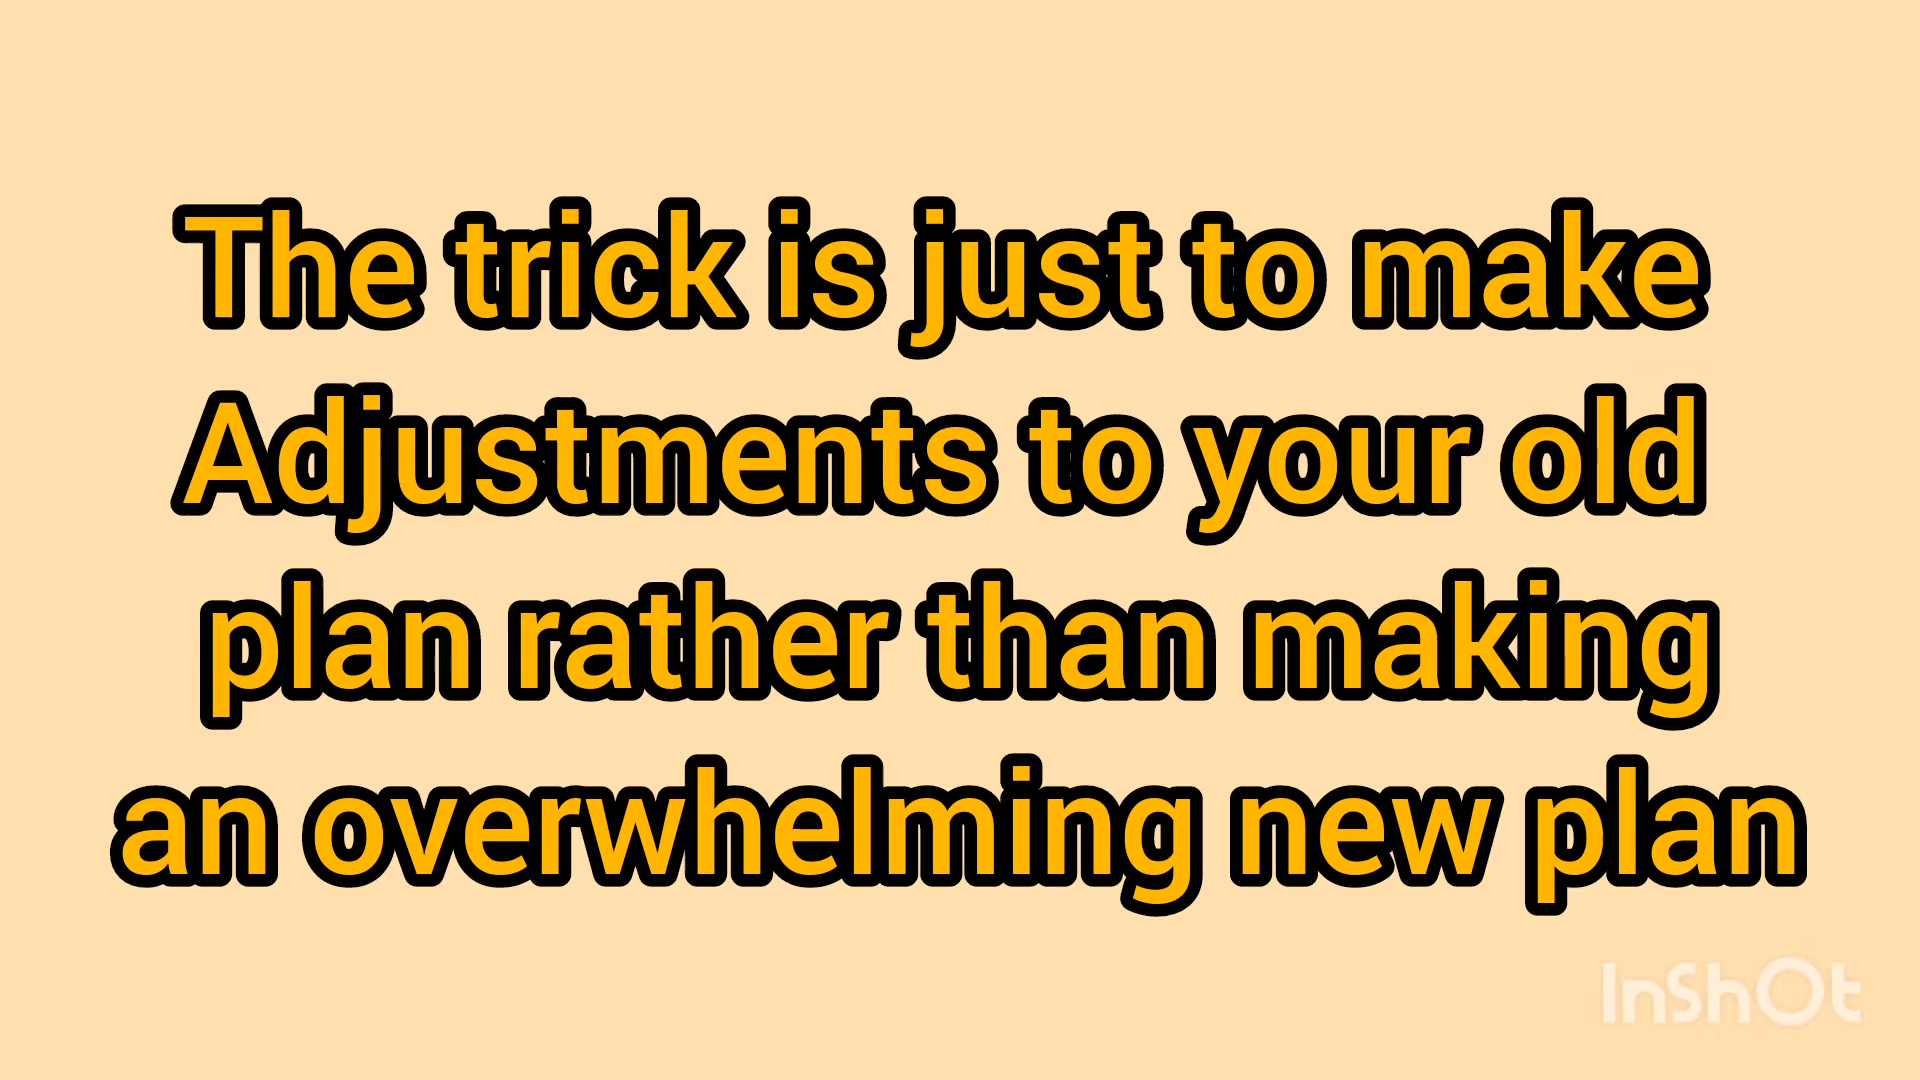 The trick is just to make
Adjustments to your old
plan rather than making
an overwhelming new plan
InShOt